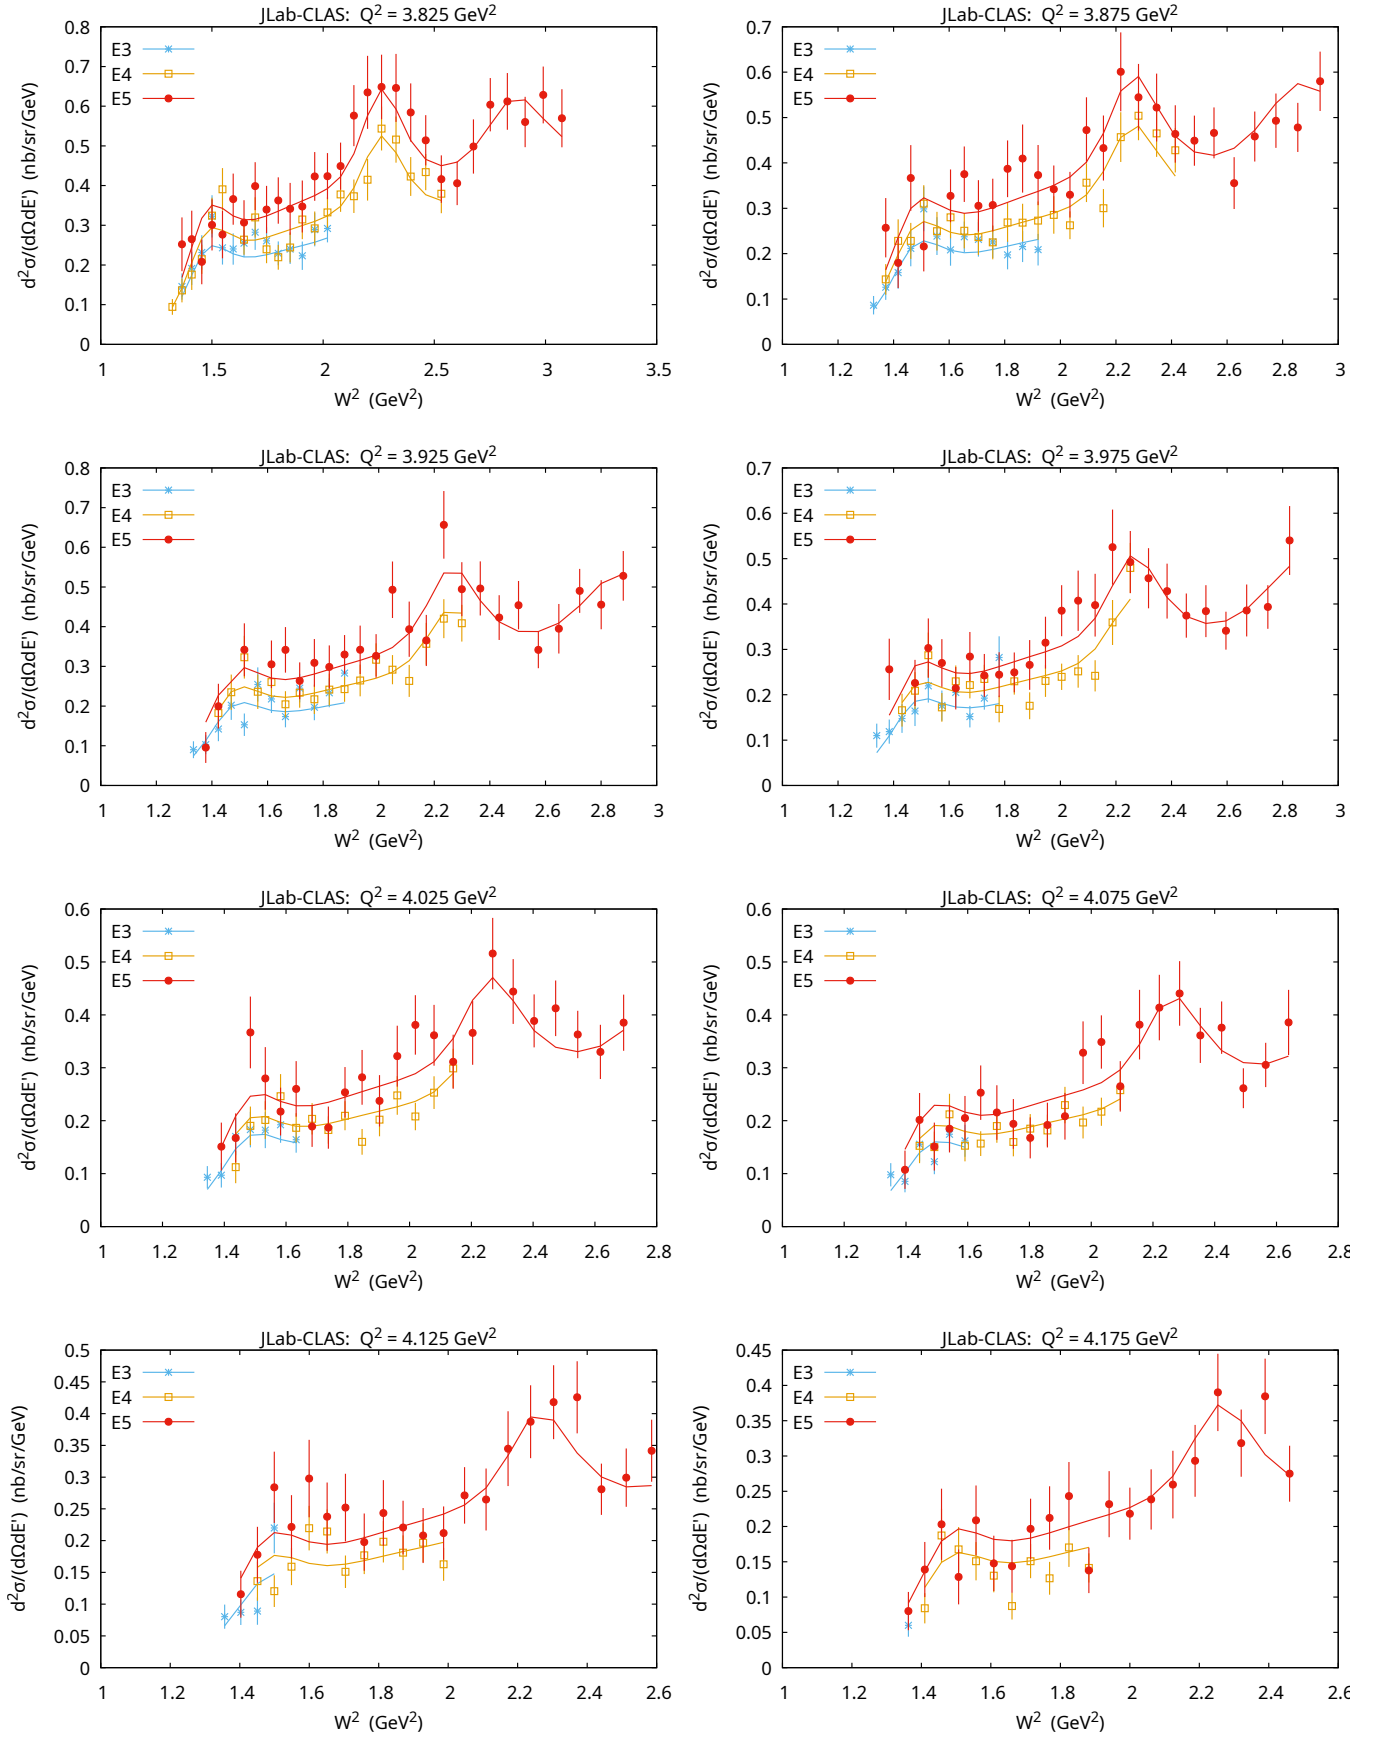 JLab-CLAS: Q² = 3.825 GeV²
E3
E4
E5
d²σ/(dΩdE') (nb/sr/GeV)
0.8
0.7
0.6
0.5
0.4
0.3
0.2
0.1
0
1 1.5 2 2.5 3 3.5
W² (GeV²)
JLab-CLAS: Q² = 3.875 GeV²
E3
E4
E5
d²σ/(dΩdE') (nb/sr/GeV)
0.7
0.6
0.5
0.4
0.3
0.2
0.1
0
1 1.2 1.4 1.6 1.8 2 2.2 2.4 2.6 2.8 3
W² (GeV²)
JLab-CLAS: Q² = 3.925 GeV²
E3
E4
E5
d²σ/(dΩdE') (nb/sr/GeV)
0.8
0.7
0.6
0.5
0.4
0.3
0.2
0.1
0
1 1.2 1.4 1.6 1.8 2 2.2 2.4 2.6 2.8 3
W² (GeV²)
JLab-CLAS: Q² = 3.975 GeV²
E3
E4
E5
d²σ/(dΩdE') (nb/sr/GeV)
0.7
0.6
0.5
0.4
0.3
0.2
0.1
0
1 1.2 1.4 1.6 1.8 2 2.2 2.4 2.6 2.8 3
W² (GeV²)
JLab-CLAS: Q² = 4.025 GeV²
E3
E4
E5
d²σ/(dΩdE') (nb/sr/GeV)
0.6
0.5
0.4
0.3
0.2
0.1
0
1 1.2 1.4 1.6 1.8 2 2.2 2.4 2.6 2.8
W² (GeV²)
JLab-CLAS: Q² = 4.075 GeV²
E3
E4
E5
d²σ/(dΩdE') (nb/sr/GeV)
0.6
0.5
0.4
0.3
0.2
0.1
0
1 1.2 1.4 1.6 1.8 2 2.2 2.4 2.6 2.8
W² (GeV²)
JLab-CLAS: Q² = 4.125 GeV²
E3
E4
E5
d²σ/(dΩdE') (nb/sr/GeV)
0.5
0.45
0.4
0.35
0.3
0.25
0.2
0.15
0.1
0.05
0
1 1.2 1.4 1.6 1.8 2 2.2 2.4 2.6
W² (GeV²)
JLab-CLAS: Q² = 4.175 GeV²
E3
E4
E5
d²σ/(dΩdE') (nb/sr/GeV)
0.45
0.4
0.35
0.3
0.25
0.2
0.15
0.1
0.05
0
1 1.2 1.4 1.6 1.8 2 2.2 2.4 2.6
W² (GeV²)